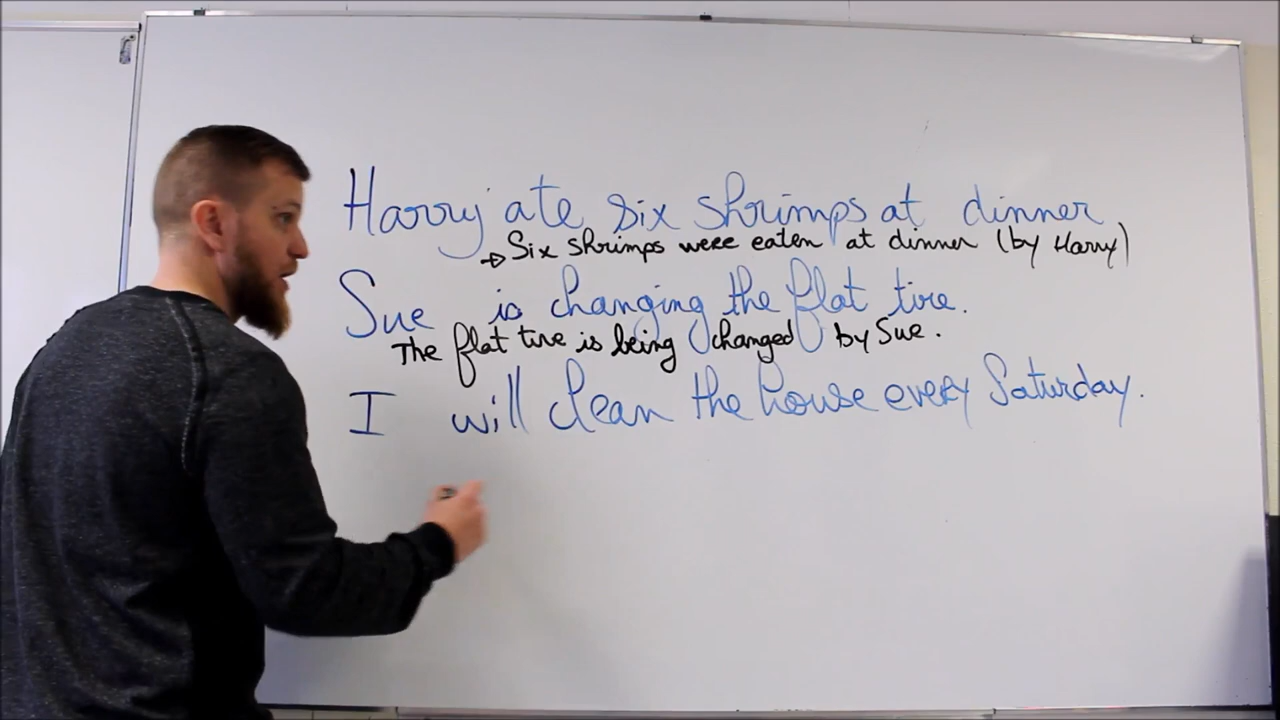 Harry ate six shrimps at dinner
→ Six shrimps were eaten at dinner (by Harry)
Sue is changing the flat tire.
The flat tire is being changed by Sue.
I will clean the house every Saturday.